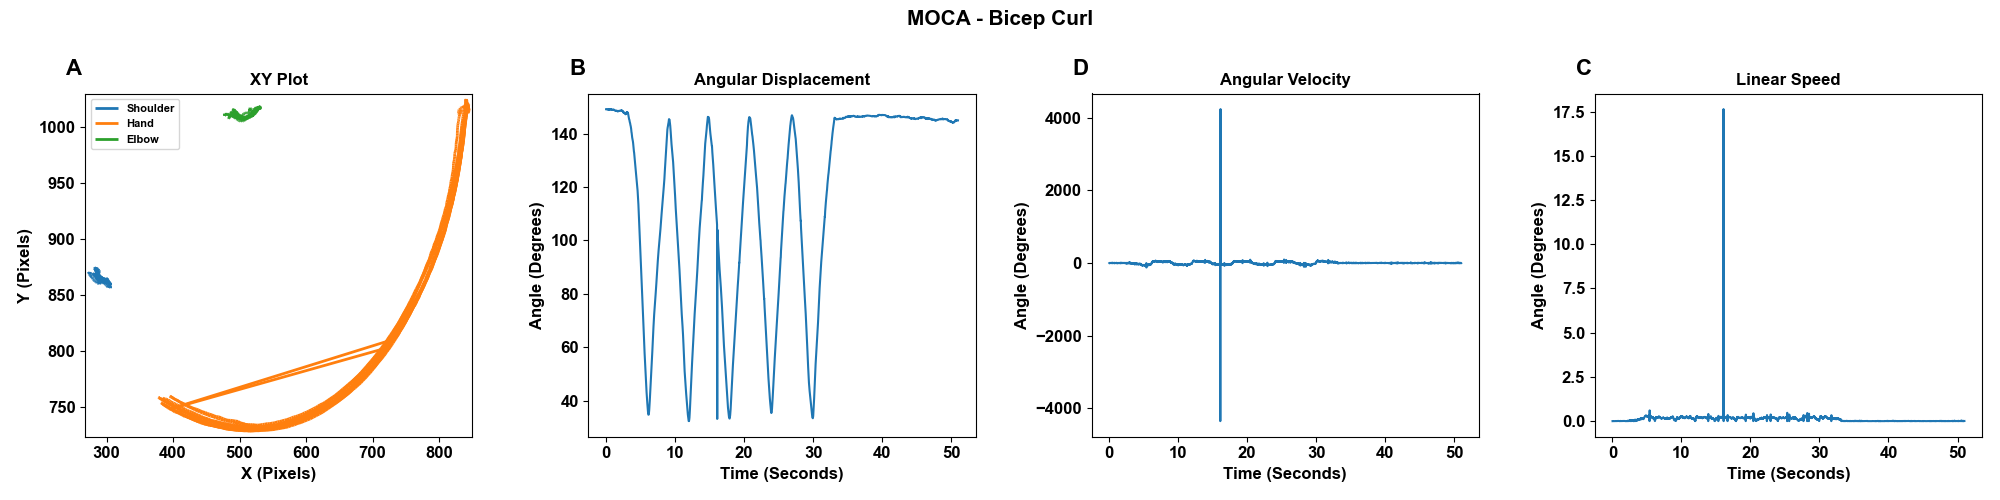 MOCA - Bicep Curl
A
XY Plot
Shoulder
Hand
Elbow
1000
950
900
850
800
750
Y (Pixels)
300 400 500 600 700 800
X (Pixels)
B
Angular Displacement
140
120
100
80
60
40
Angle (Degrees)
0 10 20 30 40 50
Time (Seconds)
D
Angular Velocity
4000
2000
0
−2000
−4000
Angle (Degrees)
0 10 20 30 40 50
Time (Seconds)
C
Linear Speed
17.5
15.0
12.5
10.0
7.5
5.0
2.5
0.0
Angle (Degrees)
0 10 20 30 40 50
Time (Seconds)